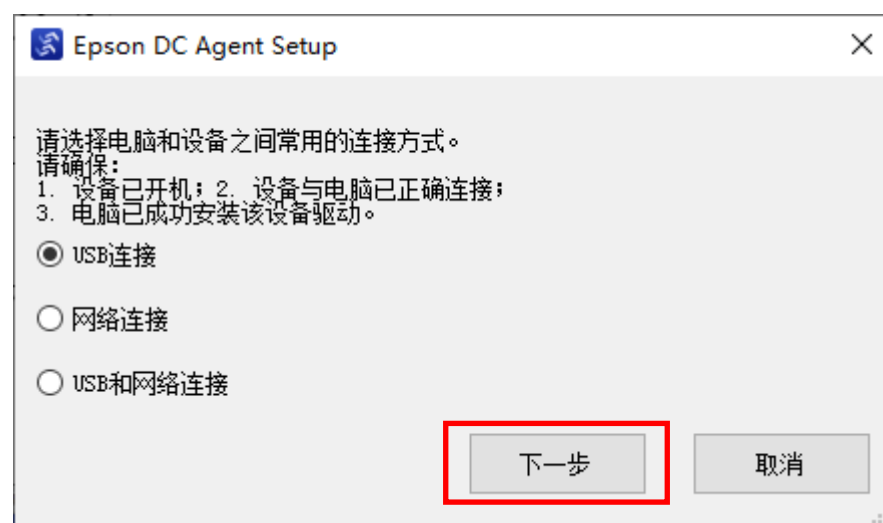 Epson DC Agent Setup
请选择电脑和设备之间常用的连接方式。
请确保:
1. 设备已开机; 2. 设备与电脑已正确连接;
3. 电脑已成功安装该设备驱动。
USB连接
网络连接
USB和网络连接
下一步 取消